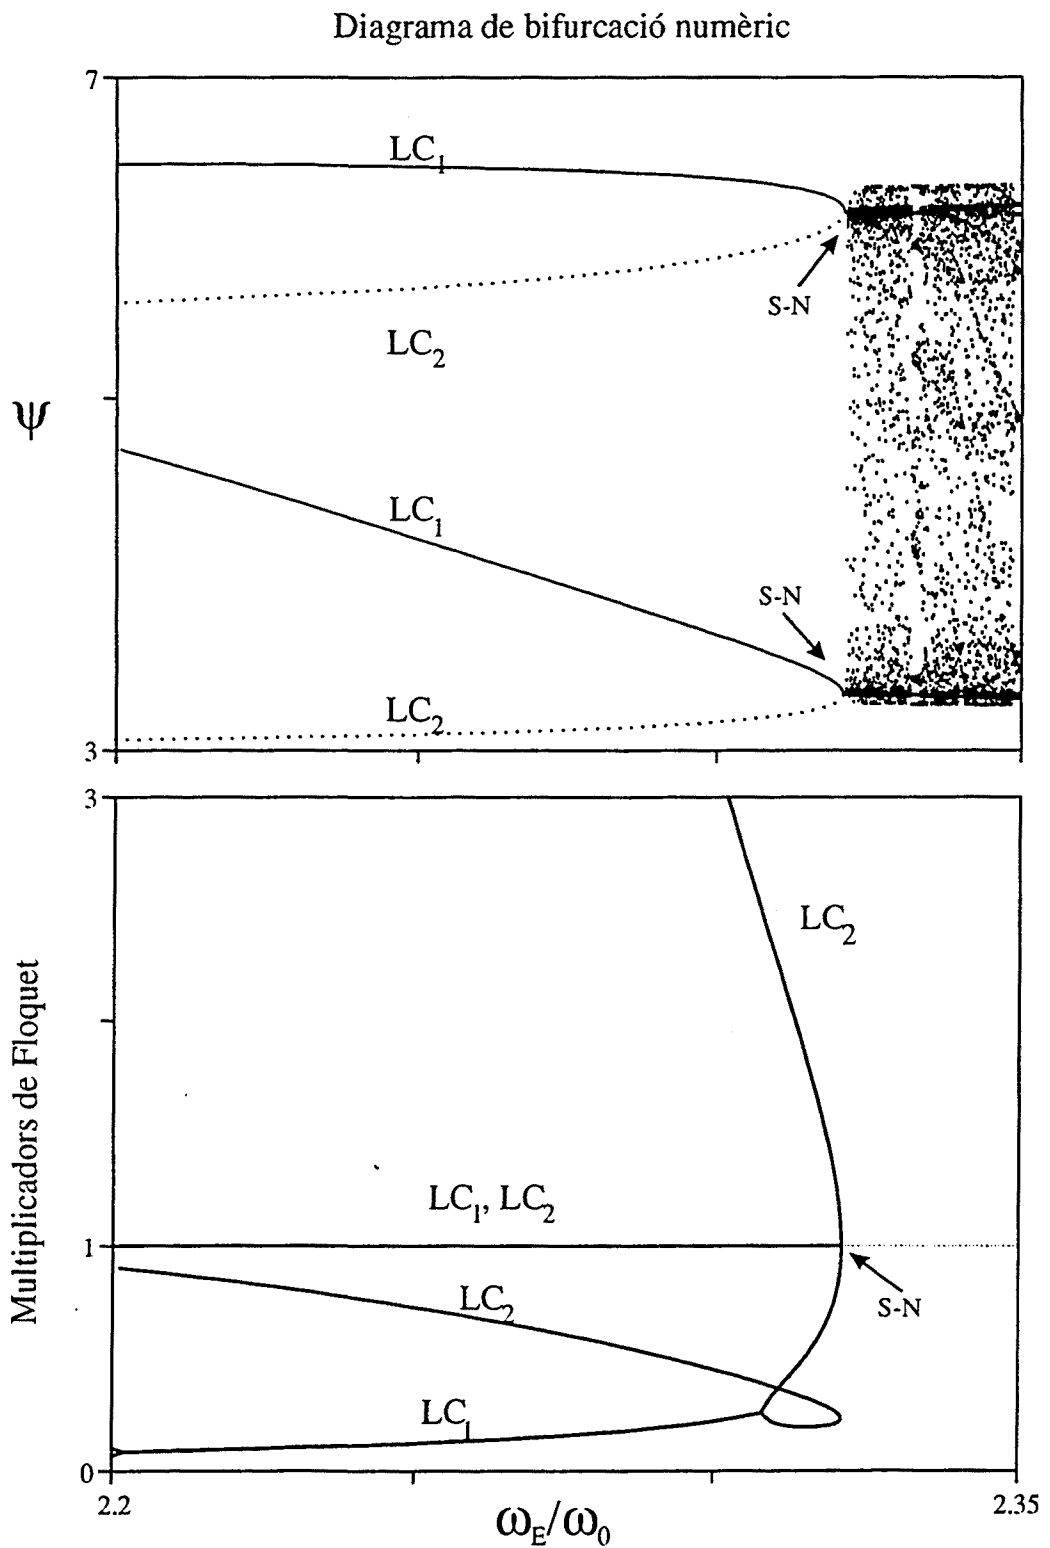 Diagrama de bifurcació numèric
7
LC₁
S-N
LC₂
ψ
LC₁
S-N
LC₂
3
3
LC₂
Multiplicadors de Floquet
LC₁, LC₂
1
S-N
LC₂
LC₁
0
2.2
2.35
ω_E/ω₀